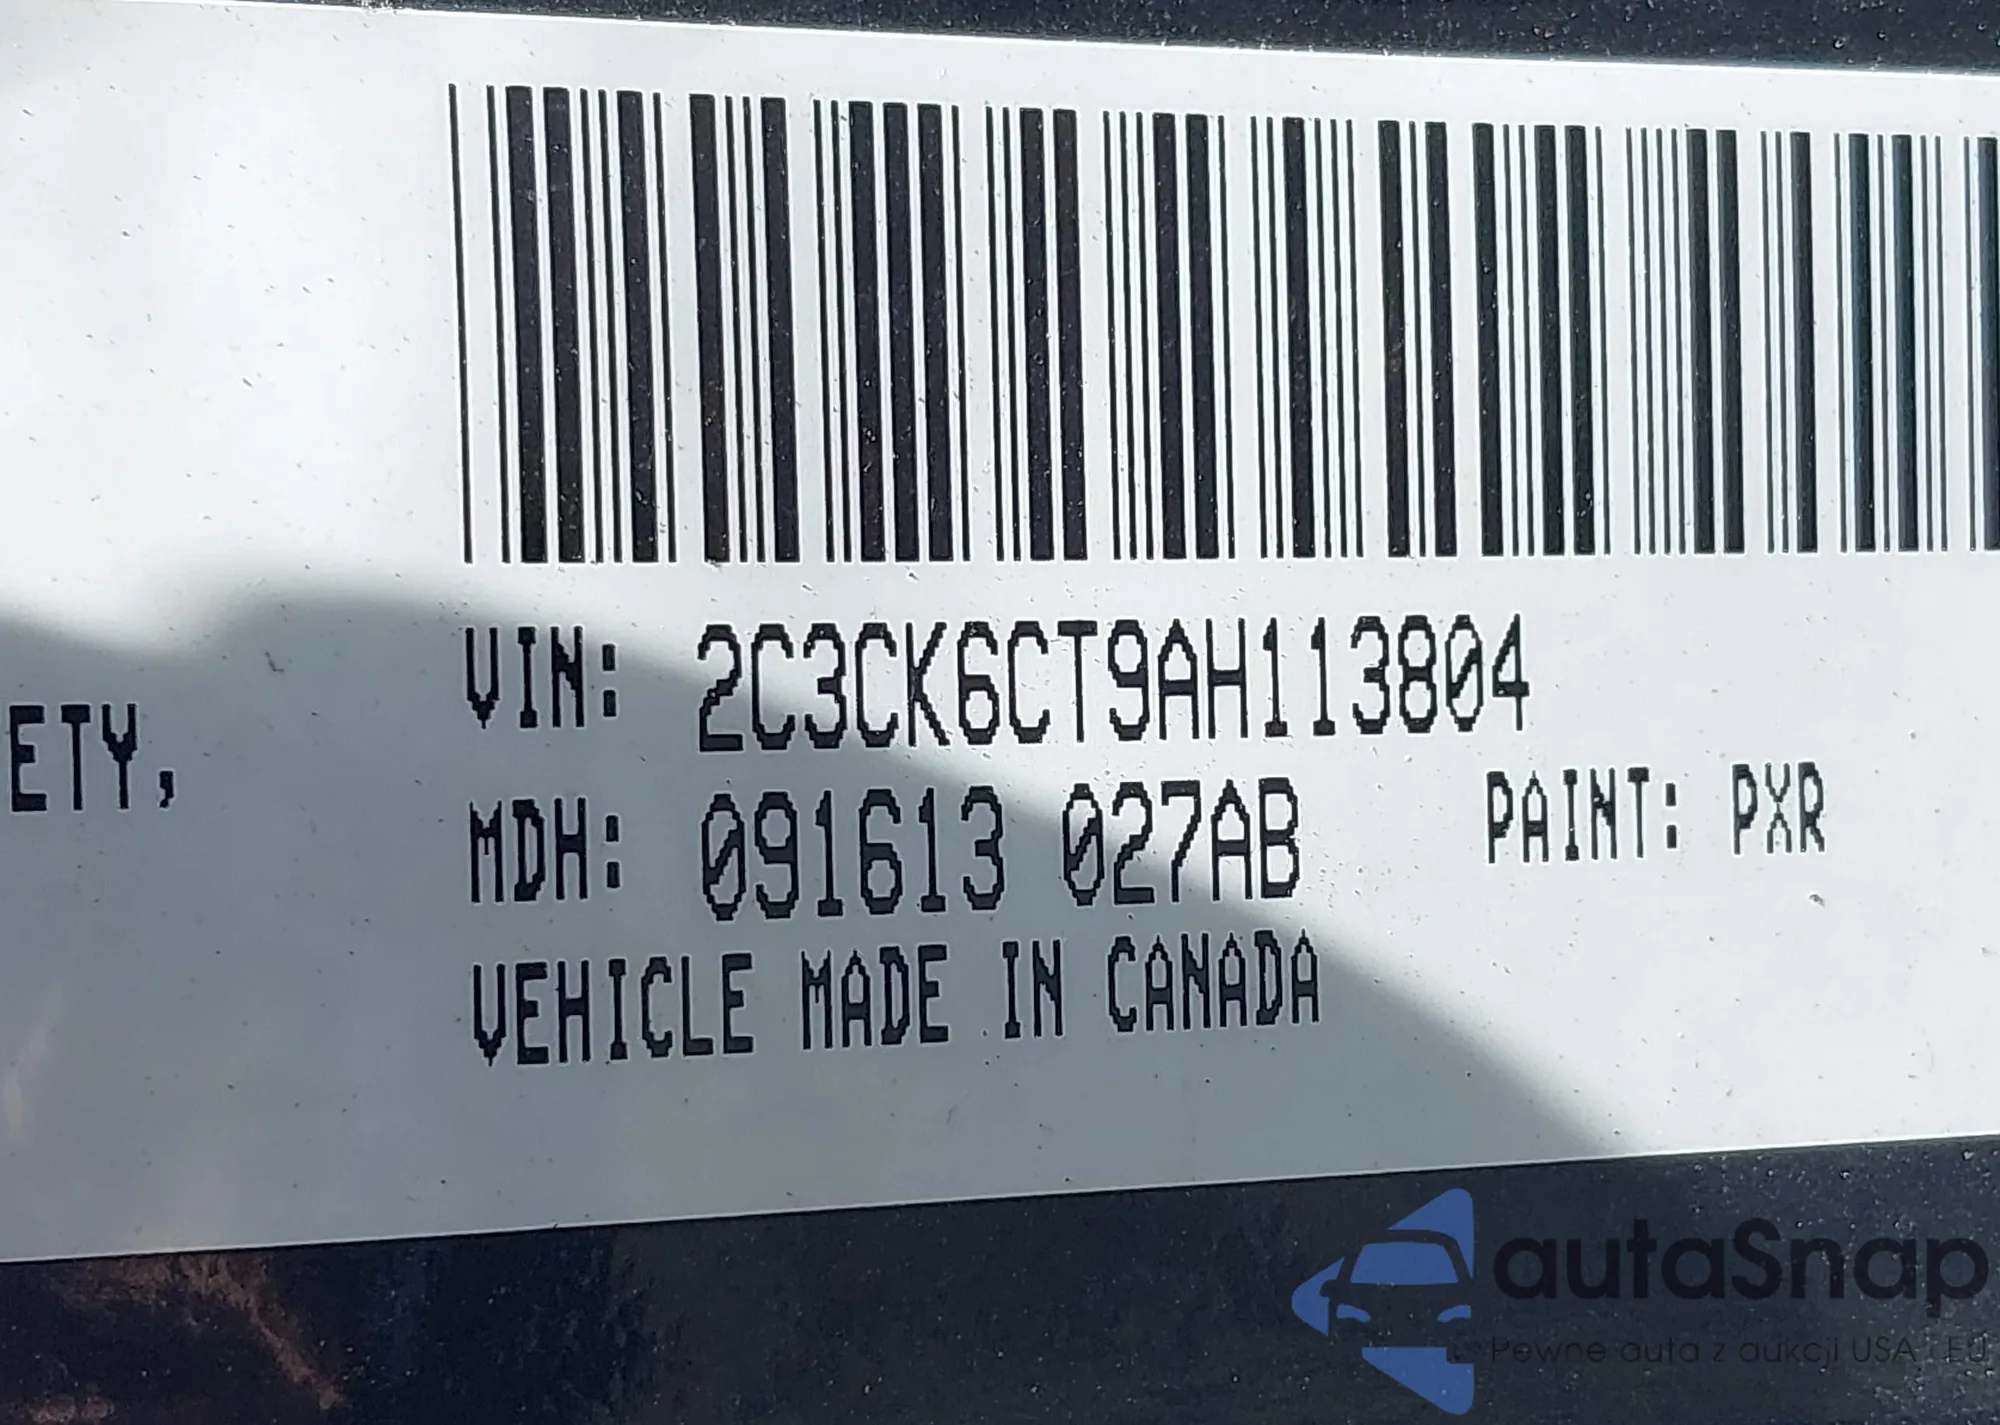 ETY,
VIN: 2C3CK6CT9AH113804
MDH: 091613 027AB PAINT: PXR
VEHICLE MADE IN CANADA
autaSnap
Pewne auta z aukcji USA i EU